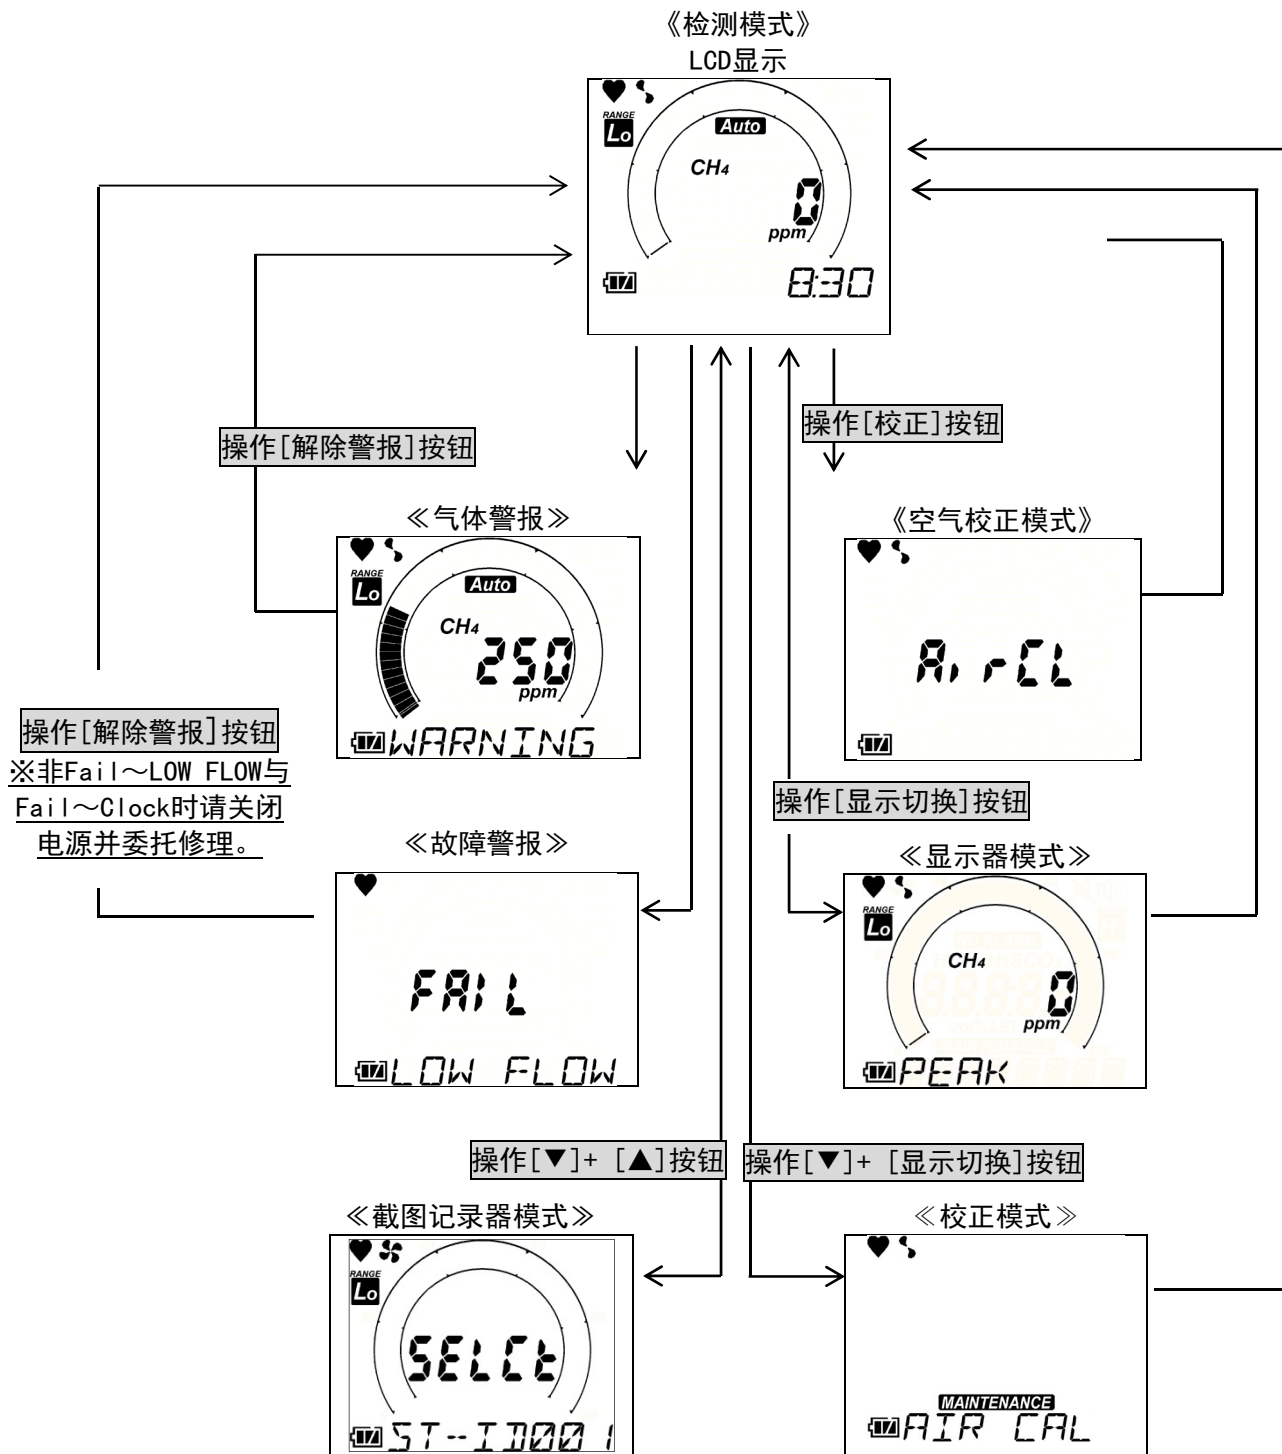 《检测模式》
LCD显示
RANGE
Lo
Auto
CH4
0
ppm
8:30
操作[解除警报]按钮
操作[校正]按钮
≪气体警报≫
RANGE
Lo
Auto
CH4
250
ppm
WARNING
《空气校正模式》
AirCL
操作[解除警报]按钮
※非Fail～LOW FLOW与
Fail～Clock时请关闭
电源并委托修理。
操作[显示切换]按钮
≪故障警报≫
FAIL
LOW FLOW
≪显示器模式≫
RANGE
Lo
CH4
0
ppm
PEAK
操作[▼]+ [▲]按钮
操作[▼]+ [显示切换]按钮
≪截图记录器模式≫
RANGE
Lo
SELCt
ST--ID001
≪校正模式≫
MAINTENANCE
AIR CAL